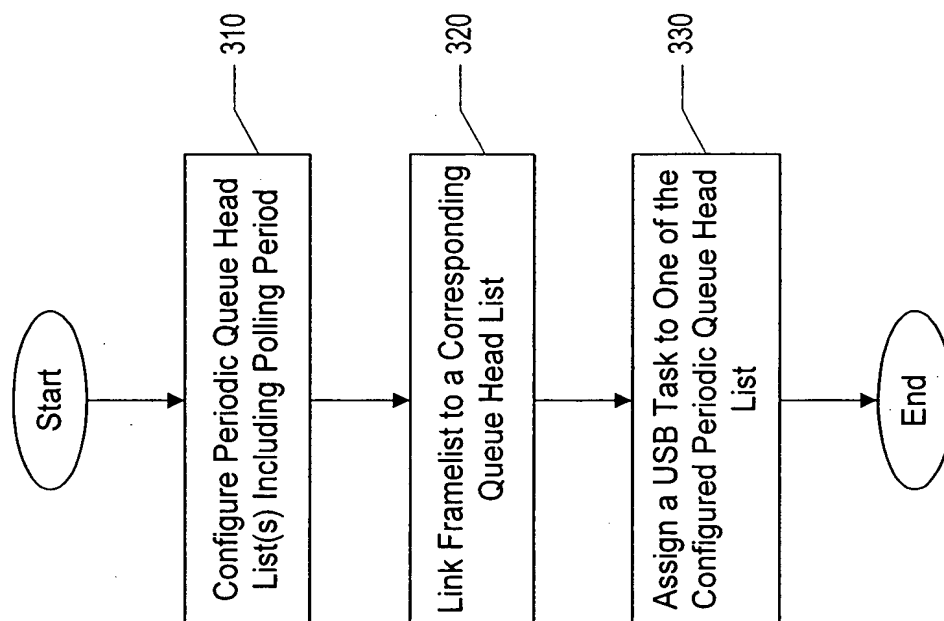 Start
Configure Periodic Queue Head
List(s) Including Polling Period
310
Link Framelist to a Corresponding
Queue Head List
320
Assign a USB Task to One of the
Configured Periodic Queue Head
List
330
End